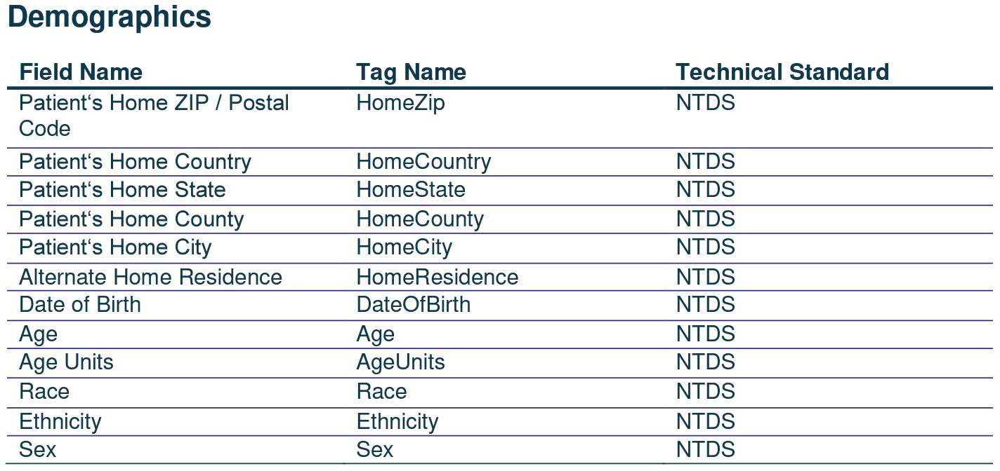 Demographics
Field Name Tag Name Technical Standard
Patient‘s Home ZIP / Postal HomeZip NTDS
Code
Patient‘s Home Country HomeCountry NTDS
Patient‘s Home State HomeState NTDS
Patient‘s Home County HomeCounty NTDS
Patient‘s Home City HomeCity NTDS
Alternate Home Residence HomeResidence NTDS
Date of Birth DateOfBirth NTDS
Age Age NTDS
Age Units AgeUnits NTDS
Race Race NTDS
Ethnicity Ethnicity NTDS
Sex Sex NTDS